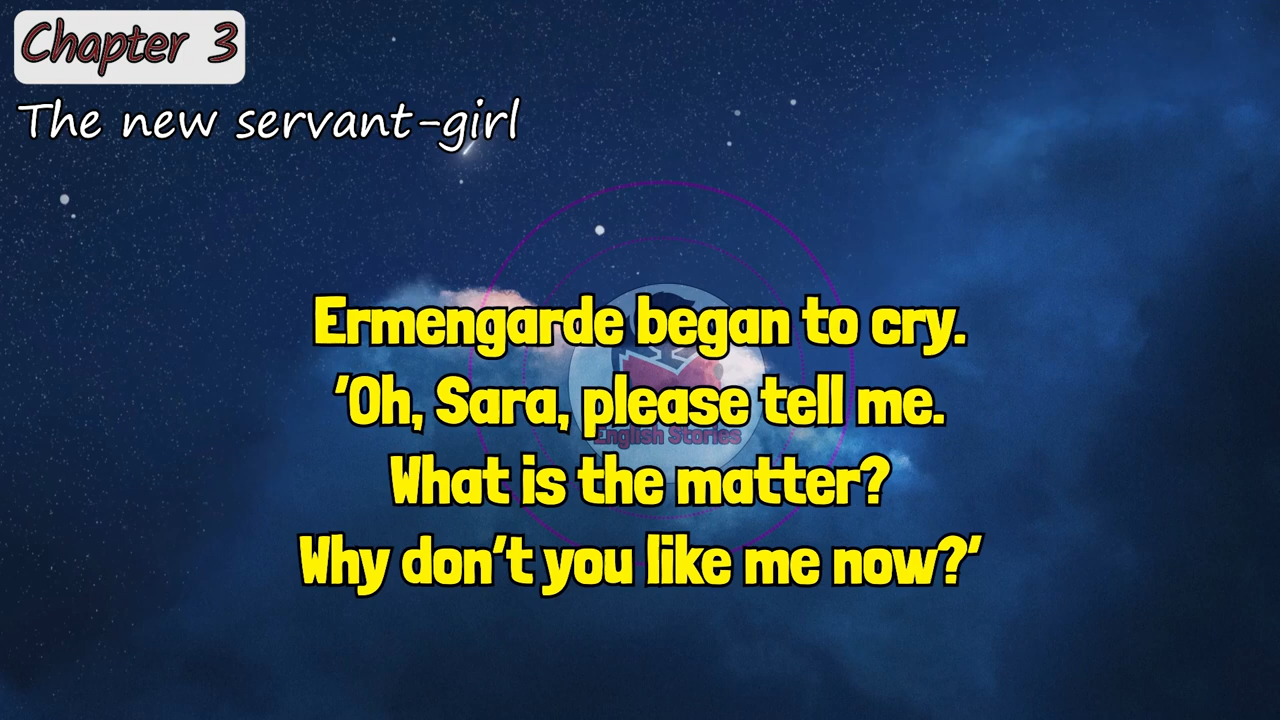 Chapter 3
The new servant-girl
Ermengarde began to cry.
‘Oh, Sara, please tell me.
English Stories
What is the matter?
Why don’t you like me now?’